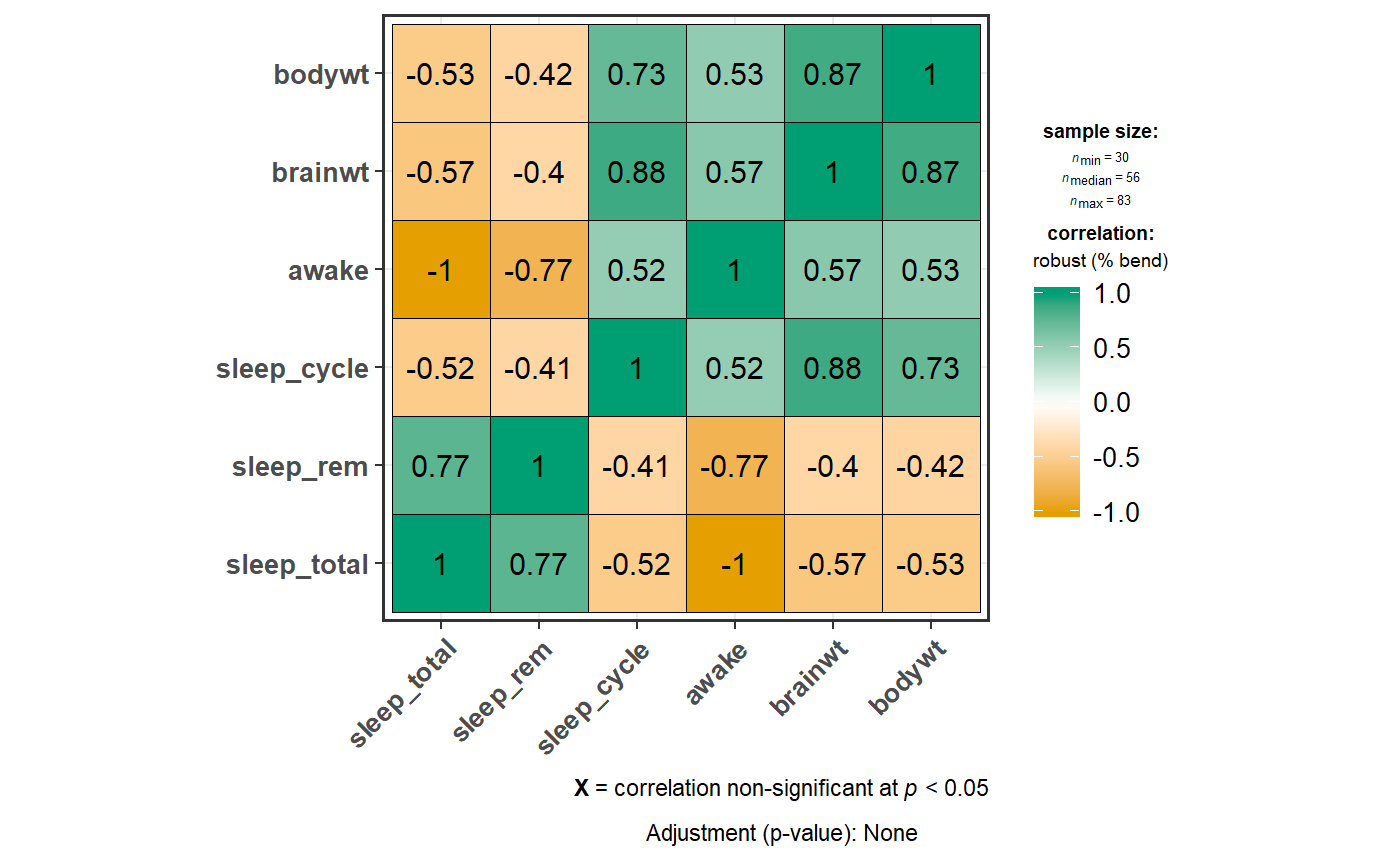 bodywt -0.53 -0.42 0.73 0.53 0.87 1
brainwt -0.57 -0.4 0.88 0.57 1 0.87
awake -1 -0.77 0.52 1 0.57 0.53
sleep_cycle -0.52 -0.41 1 0.52 0.88 0.73
sleep_rem 0.77 1 -0.41 -0.77 -0.4 -0.42
sleep_total 1 0.77 -0.52 -1 -0.57 -0.53
sleep_total sleep_rem sleep_cycle awake brainwt bodywt
sample size:
nmin = 30
nmedian = 56
nmax = 83
correlation:
robust (% bend)
1.0
0.5
0.0
-0.5
-1.0
X = correlation non-significant at p < 0.05
Adjustment (p-value): None